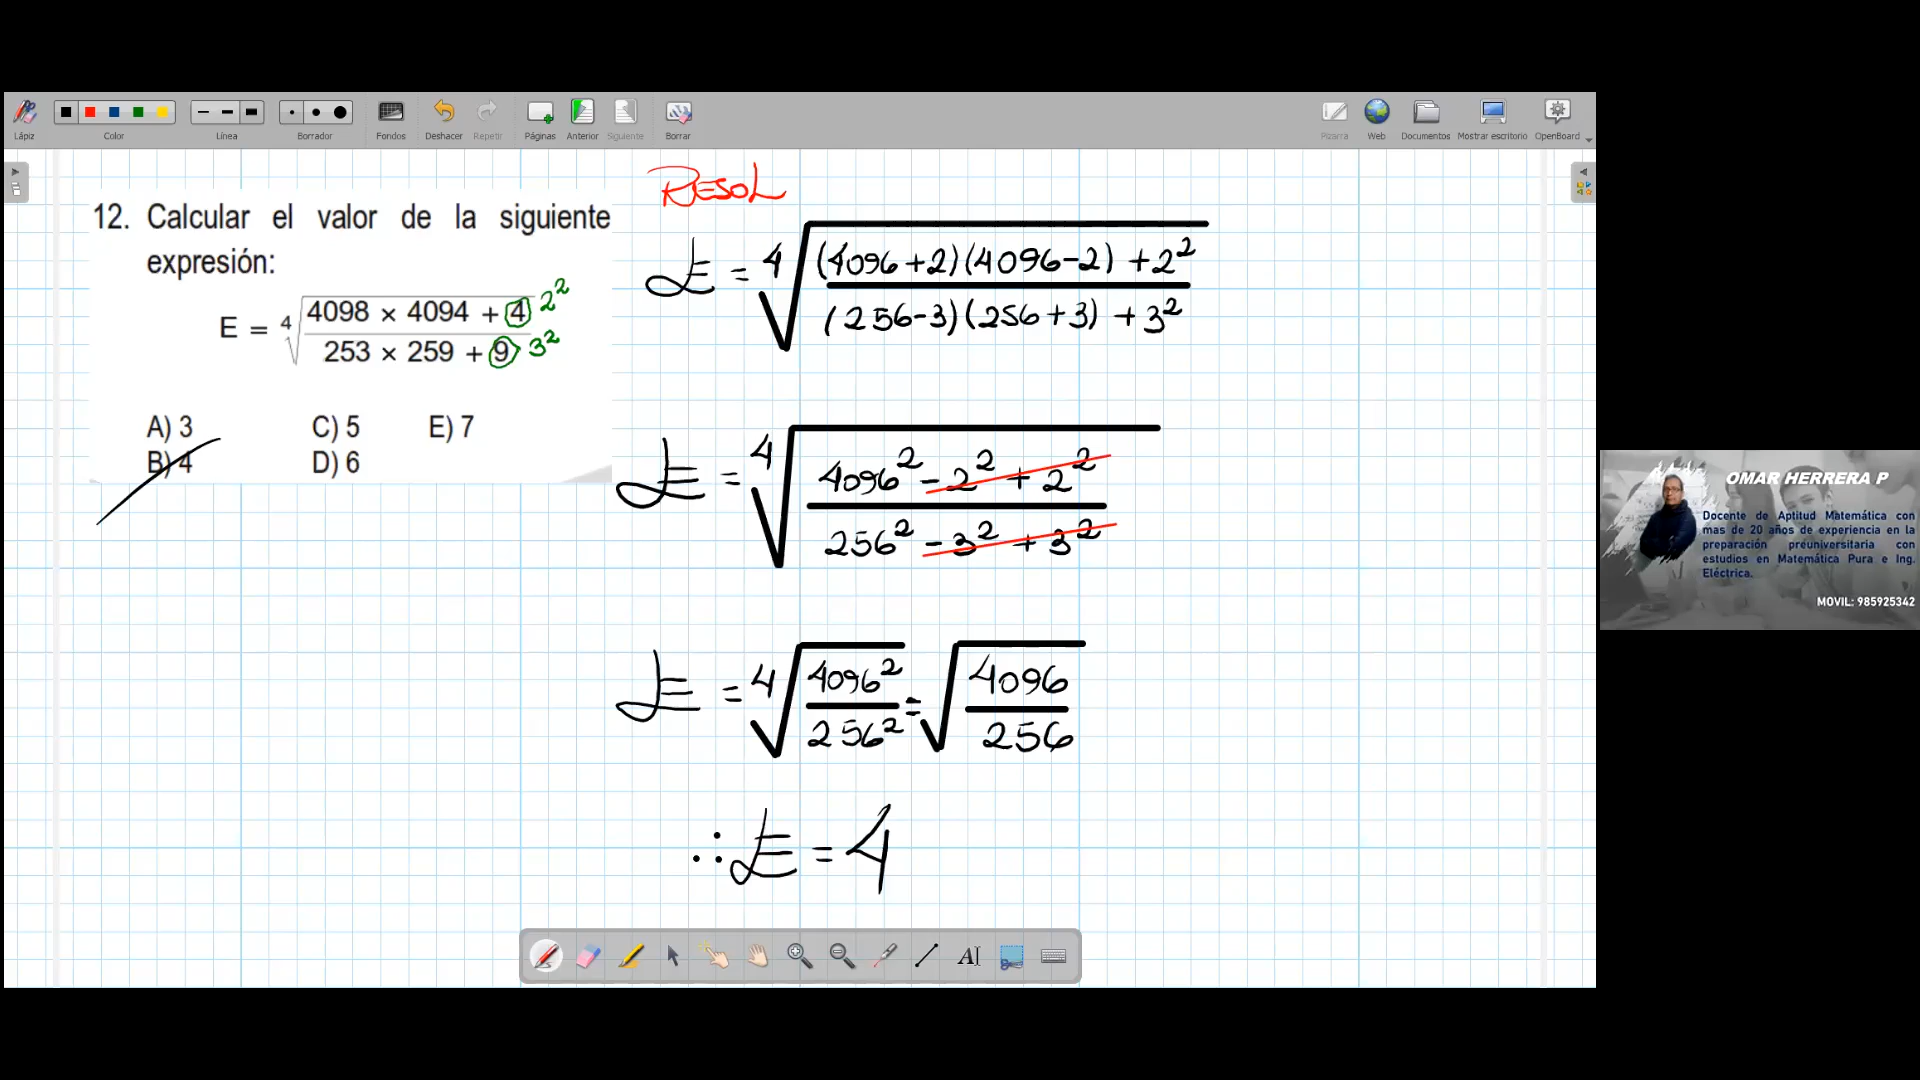 Lápiz Color Línea Borrador Fondos Deshacer Repetir Páginas Anterior Siguiente Borrar Pizarra Web Documentos Mostrar escritorio OpenBoard
RESOL
12. Calcular el valor de la siguiente
expresión:
E = ⁴√((4098 × 4094 + 4)/(253 × 259 + 9))
2²
3²
A) 3 C) 5 E) 7
B) 4 D) 6
E = ⁴√(((4096+2)(4096-2) + 2²)/((256-3)(256+3) + 3²))
E = ⁴√((4096² - 2² + 2²)/(256² - 3² + 3²))
E = ⁴√(4096²/256²) = √(4096/256)
∴ E = 4
AI
OMAR HERRERA P
Docente de Aptitud Matemática con
mas de 20 años de experiencia en la
preparación preuniversitaria con
estudios en Matemática Pura e Ing.
Eléctrica.
MOVIL: 985925342